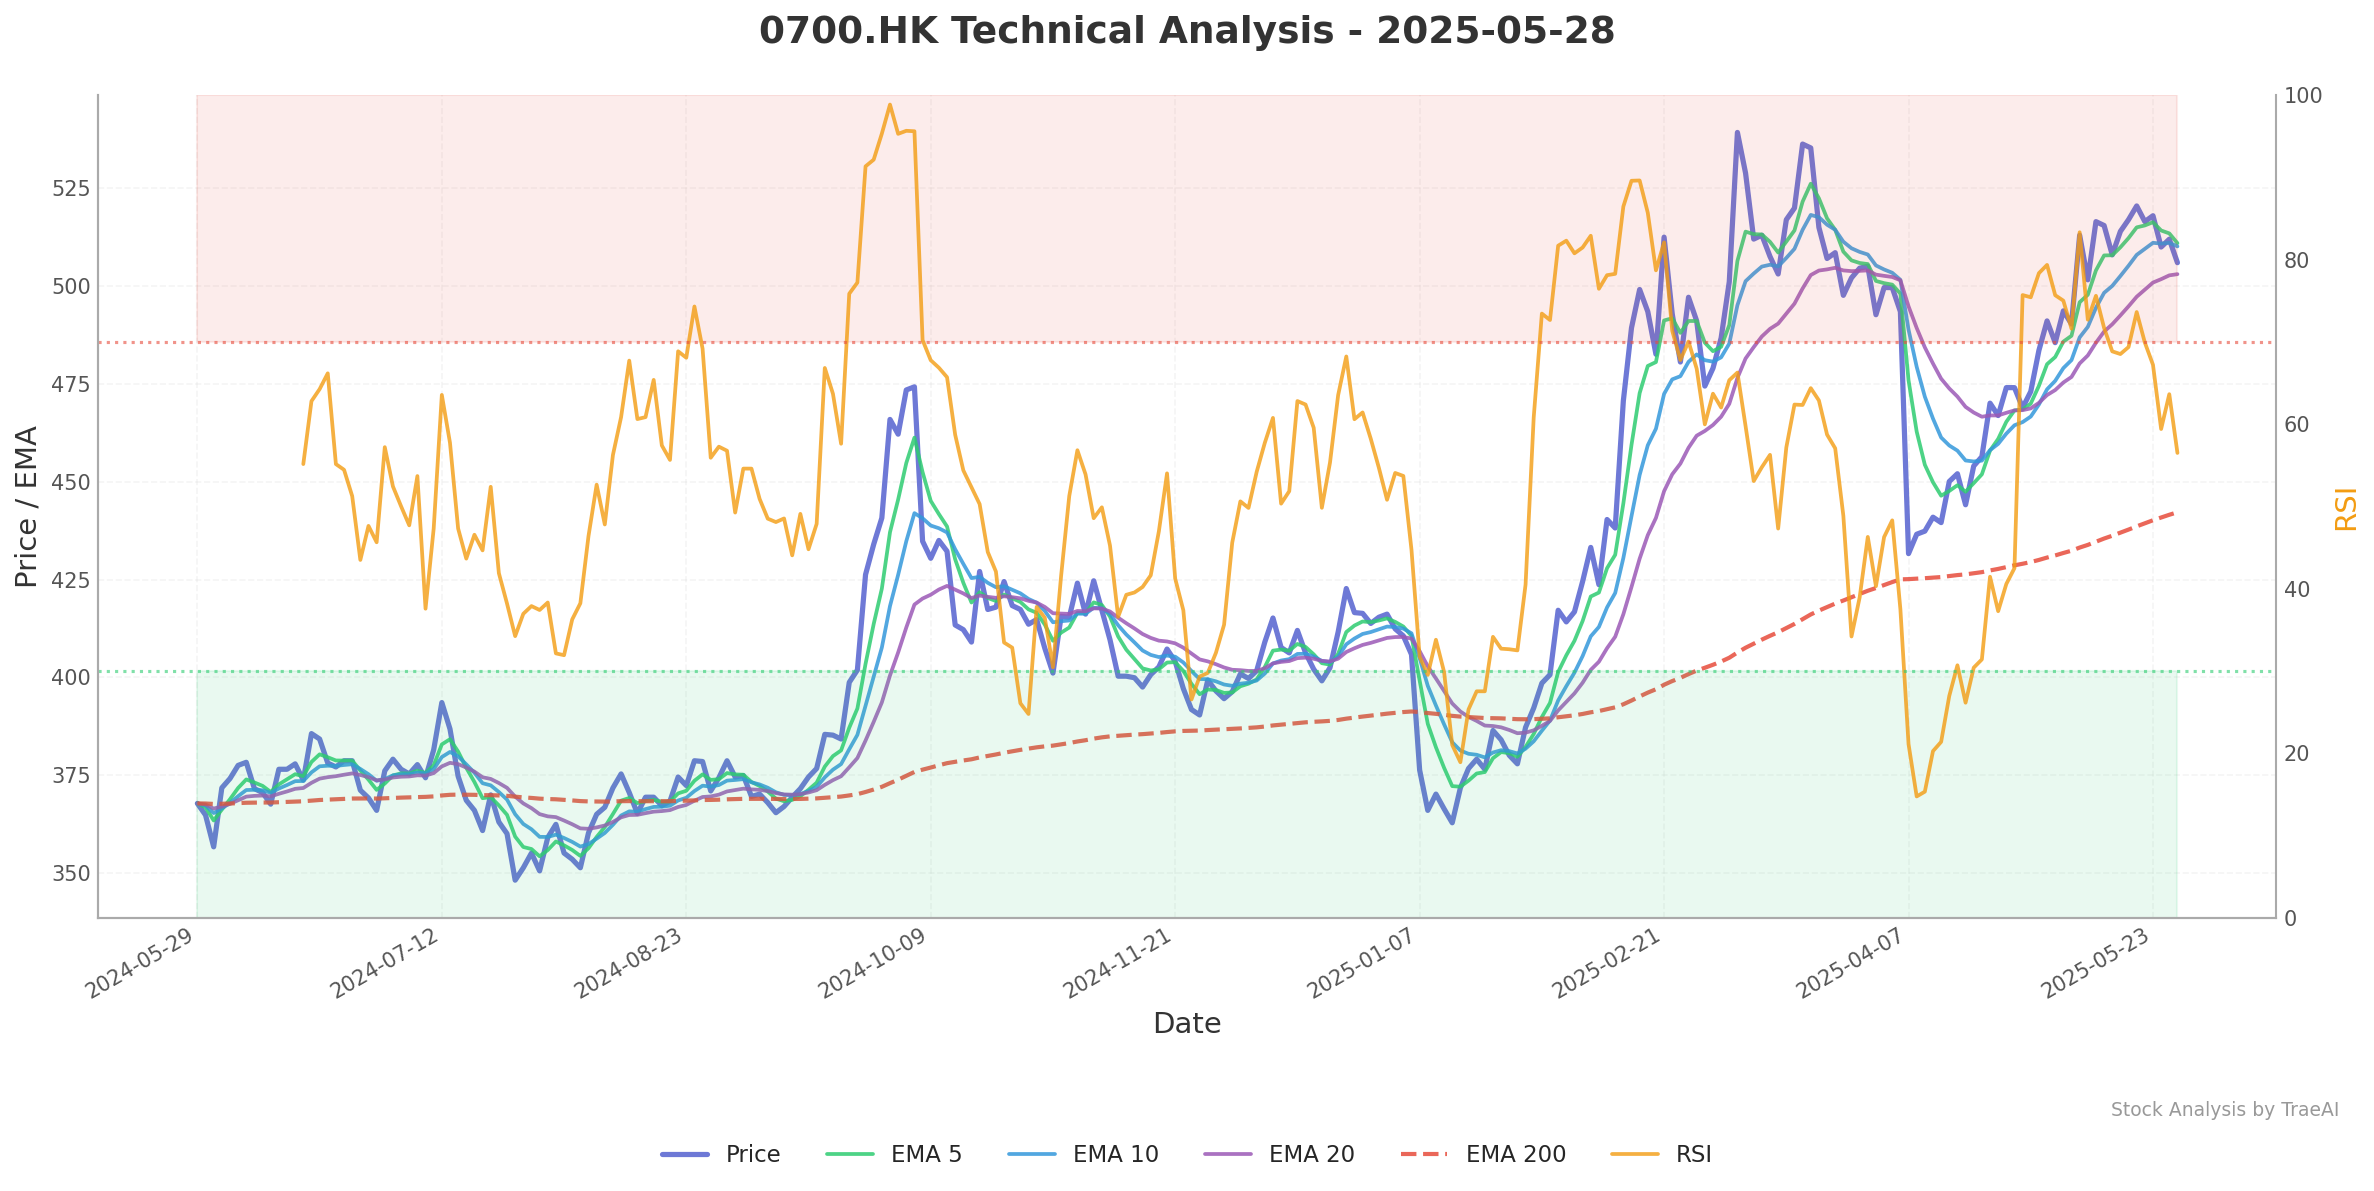 0700.HK Technical Analysis - 2025-05-28
Price / EMA
525
500
475
450
425
400
375
350
100
80
60
40
20
0
RSI
2024-05-29
2024-07-12
2024-08-23
2024-10-09
2024-11-21
2025-01-07
2025-02-21
2025-04-07
2025-05-23
Date
Stock Analysis by TraeAI
Price
EMA 5
EMA 10
EMA 20
EMA 200
RSI